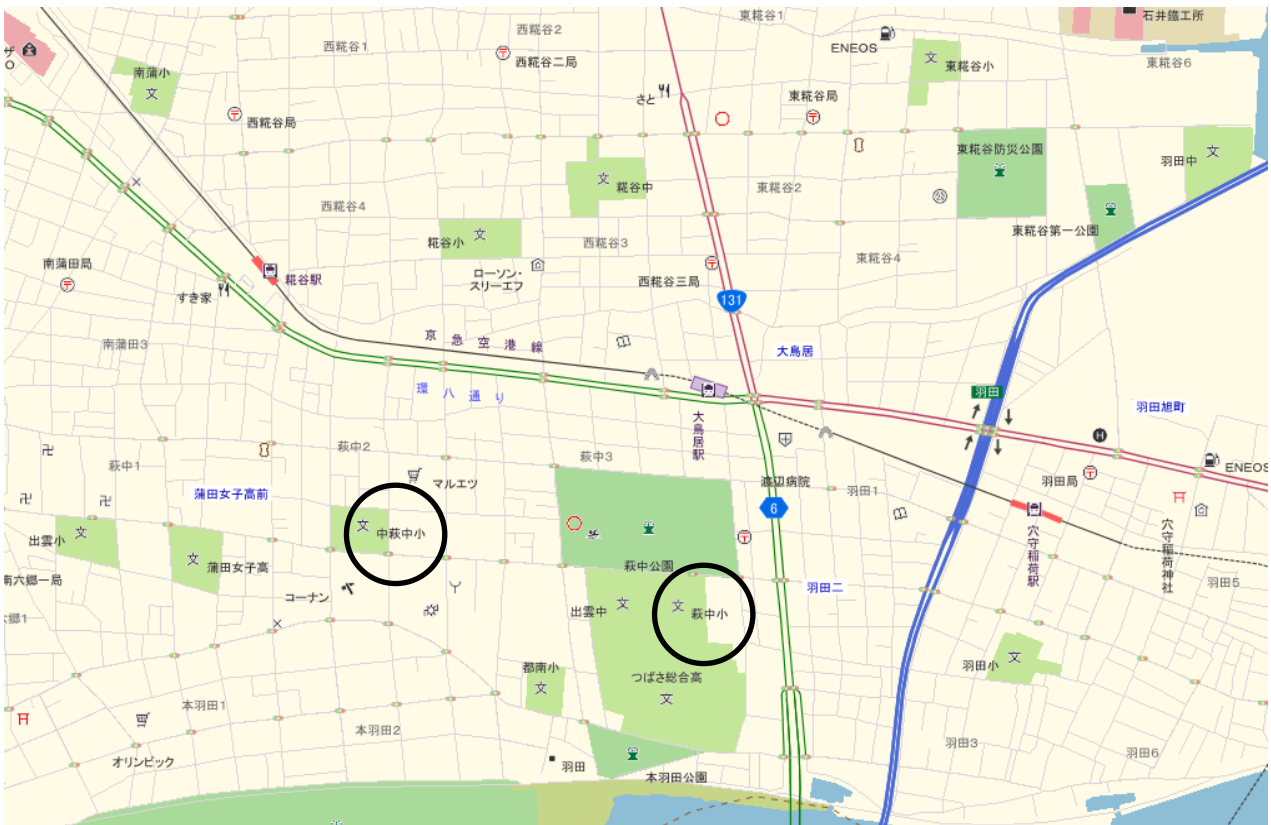 東糀谷1
石井鐵工所
西糀谷2
西糀谷1
ENEOS
西糀谷二局
東糀谷小
東糀谷6
南蒲小
さと
東糀谷局
西糀谷局
東糀谷防災公園
羽田中
糀谷中
東糀谷2
西糀谷4
東糀谷第一公園
糀谷小
西糀谷3
東糀谷4
南蒲田局
糀谷駅
ローソン・
スリーエフ
西糀谷三局
すき家
131
南蒲田3
京急空港線
大鳥居
環八通り
羽田
羽田旭町
大鳥居駅
萩中2
萩中3
萩中1
マルエツ
渡辺病院
羽田局
ENEOS
蒲田女子高前
羽田1
6
中萩中小
出雲小
穴守稲荷駅
穴守稲荷神社
蒲田女子高
萩中公園
南六郷一局
羽田5
コーナン
羽田二
出雲中
萩中小
郷1
都南小
羽田小
つばさ総合高
本羽田1
本羽田2
羽田3
羽田6
オリンピック
羽田
本羽田公園